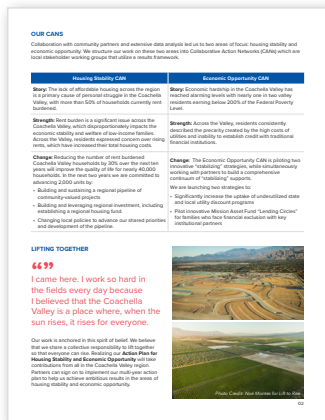 OUR CANS
Collaboration with community partners and extensive data analysis led us to two areas of focus: housing stability and
economic opportunity. We structure our work on these two areas into Collaborative Action Networks (CANs) which are
local stakeholder working groups that utilize a results framework.
Housing Stability CAN
Story: The lack of affordable housing across the region
is a primary cause of personal struggle in the Coachella
Valley, with more than 50% of households currently rent
burdened.
Strength: Rent burden is a significant issue across the
Coachella Valley, which disproportionately impacts the
economic stability and welfare of low-income families.
Across the Valley, residents expressed concern over rising
rents, which have increased their total housing costs.
Change: Reducing the number of rent burdened
Coachella Valley households by 30% over the next ten
years will improve the quality of life for nearly 40,000
households. In the next two years we are committed to
advancing 2,000 units by:
• Building and sustaining a regional pipeline of
community-valued projects
• Building and leveraging regional investment, including
establishing a regional housing fund.
• Changing local policies to advance our shared priorities
and development of the pipeline.
Economic Opportunity CAN
Story: Economic hardship in the Coachella Valley has
reached alarming levels with nearly one in two valley
residents earning below 200% of the Federal Poverty
Level.
Strength: Across the Valley, residents consistently
described the precarity created by the high costs of
utilities and inability to establish credit with traditional
financial institutions.
Change: The Economic Opportunity CAN is piloting two
innovative "stabilizing" strategies, while simultaneously
working with partners to build a comprehensive
continuum of "stabilizing" supports.
We are launching two strategies to:
• Significantly increase the uptake of underutilized state
and local utility discount programs
• Pilot innovative Mission Asset Fund "Lending Circles"
for families who face financial exclusion with key
institutional partners
LIFTING TOGETHER
““
I came here. I work so hard in
the fields every day because
I believed that the Coachella
Valley is a place where, when the
sun rises, it rises for everyone.
Our work is anchored in this spirit of belief. We believe
that we share a collective responsibility to lift together
so that everyone can rise. Realizing our Action Plan for
Housing Stability and Economic Opportunity will take
contributions from all in the Coachella Valley region.
Partners can sign on to implement our multi-year action
plan to help us achieve ambitious results in the areas of
housing stability and economic opportunity.
Photo Credit: Noé Montes for Lift to Rise
02